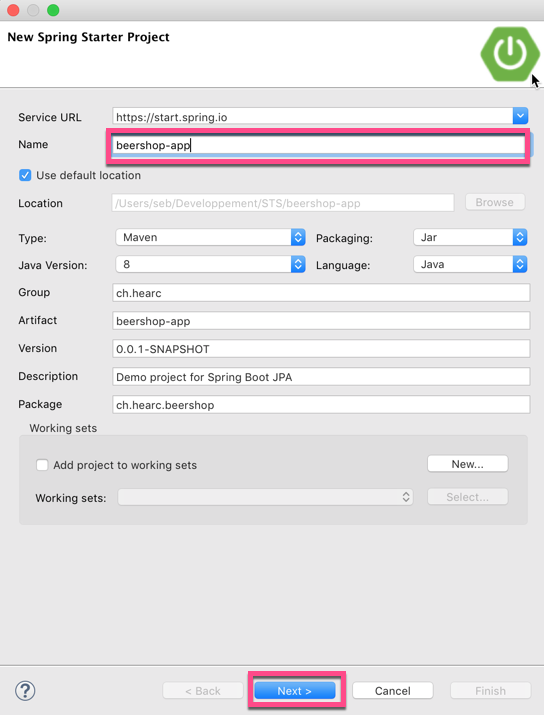 New Spring Starter Project
Service URL https://start.spring.io
Name beershop-app
Use default location
Location /Users/seb/Developpement/STS/beershop-app Browse
Type: Maven Packaging: Jar
Java Version: 8 Language: Java
Group ch.hearc
Artifact beershop-app
Version 0.0.1-SNAPSHOT
Description Demo project for Spring Boot JPA
Package ch.hearc.beershop
Working sets
Add project to working sets New...
Working sets: Select...
? < Back Next > Cancel Finish